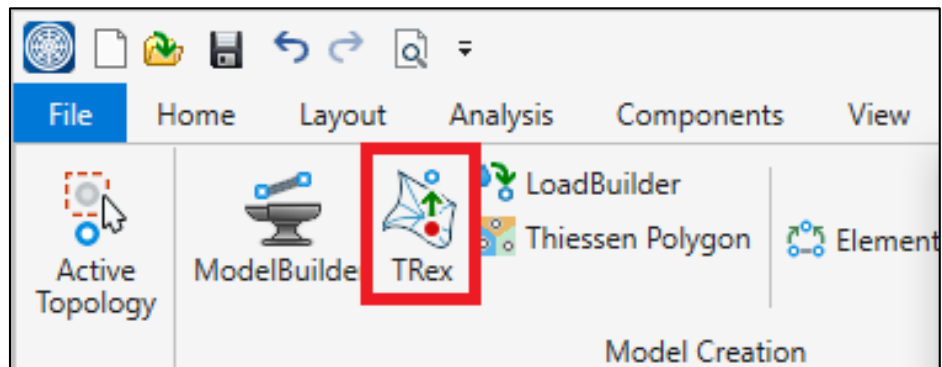 File Home Layout Analysis Components View
LoadBuilder
Thiessen Polygon Element
Active ModelBuilder TRex
Topology
Model Creation